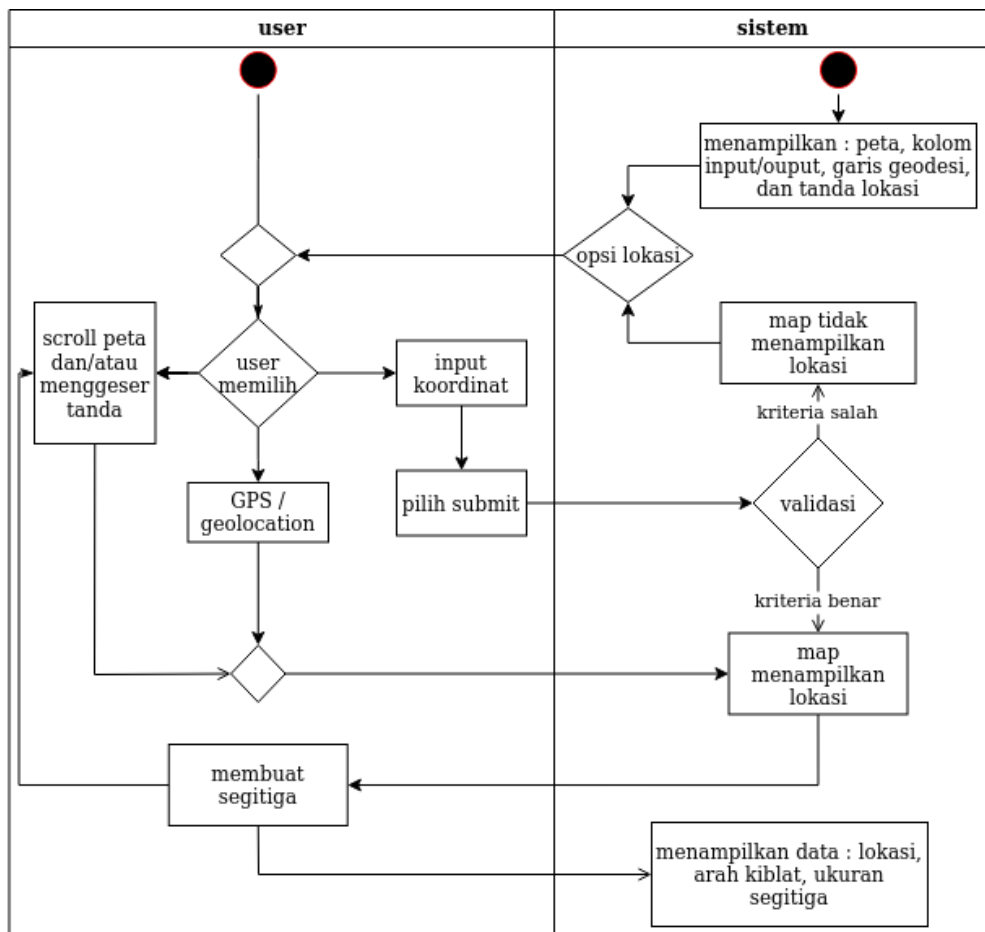 user
sistem
menampilkan : peta, kolom
input/ouput, garis geodesi,
dan tanda lokasi
opsi lokasi
scroll peta
dan/atau
menggeser
tanda
user
memilih
input
koordinat
map tidak
menampilkan
lokasi
kriteria salah
GPS /
geolocation
pilih submit
validasi
kriteria benar
map
menampilkan
lokasi
membuat
segitiga
menampilkan data : lokasi,
arah kiblat, ukuran
segitiga